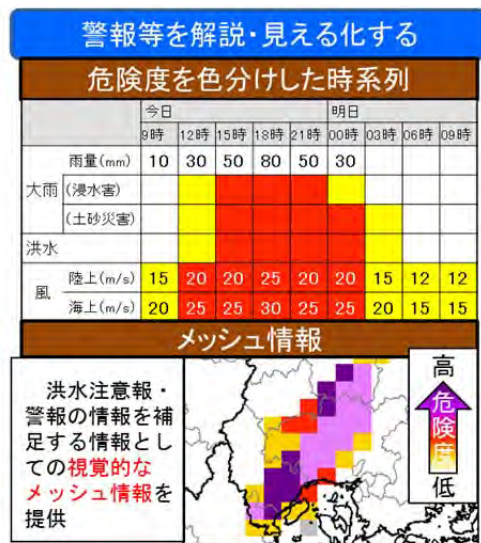 警報等を解説・見える化する
危険度を色分けした時系列
今日 明日
9時 12時 15時 18時 21時 00時 03時 06時 09時
雨量(mm) 10 30 50 80 50 30
大雨 (浸水害)
(土砂災害)
洪水
風 陸上(m/s) 15 20 20 25 20 20 15 12 12
海上(m/s) 20 25 25 30 25 25 20 15 15
メッシュ情報
洪水注意報・
警報の情報を補
足する情報とし
ての視覚的な
メッシュ情報を
提供
高
危険度
低